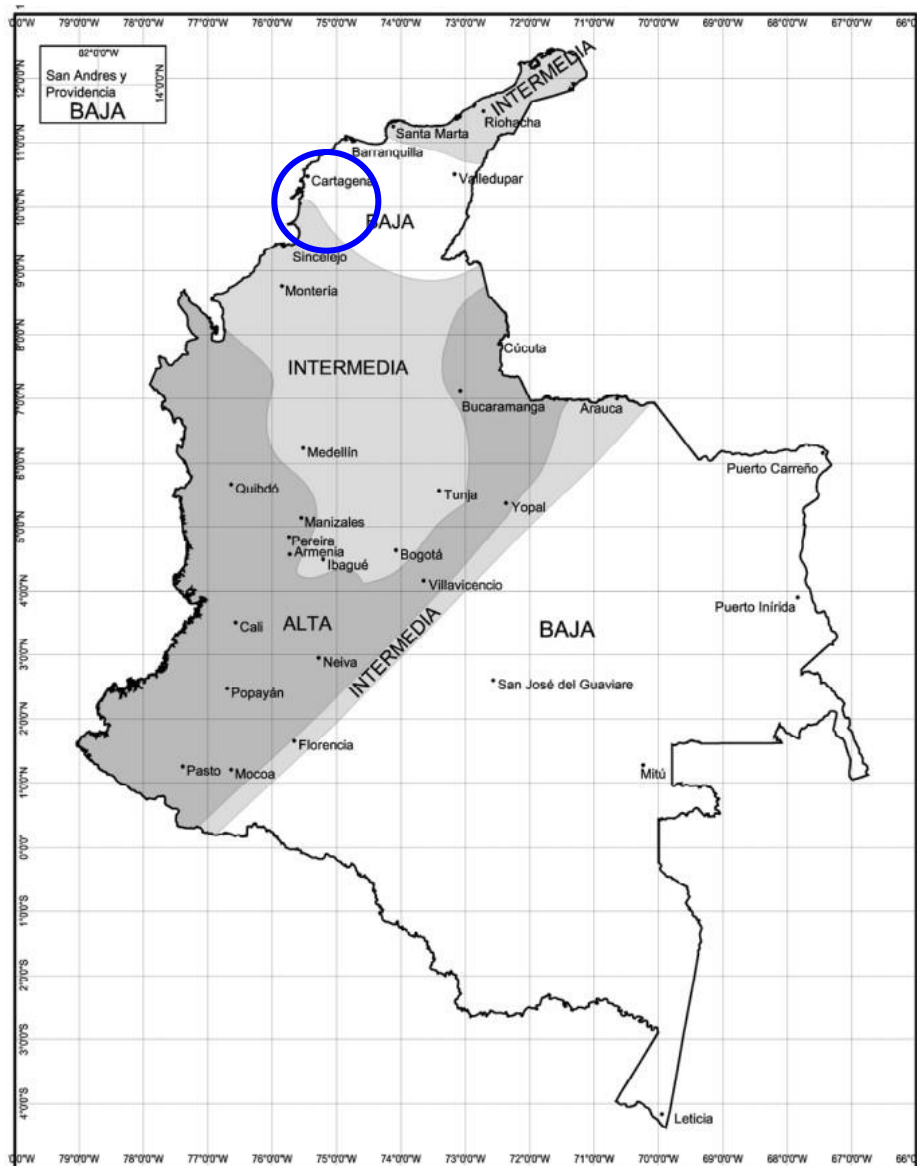 1
82°0'0"W
San Andres y
Providencia
BAJA
14°0'0"N
12°0'0"N
INTERMEDIA
Riohacha
Santa Marta
11°0'0"N
Barranquilla
Cartagena
Valledupar
10°0'0"N
BAJA
Sincelejo
9°0'0"N
Montería
8°0'0"N
Cúcuta
INTERMEDIA
7°0'0"N
Bucaramanga
Arauca
Medellín
6°0'0"N
Puerto Carreño
Quibdó
Tunja
Yopal
Manizales
5°0'0"N
Pereira
Armenia
Bogotá
Ibagué
Villavicencio
4°0'0"N
Puerto Inírida
Cali
ALTA
INTERMEDIA
BAJA
3°0'0"N
Neiva
San José del Guaviare
Popayán
2°0'0"N
Florencia
Pasto
Mocoa
Mitú
1°0'0"N
0°0'0"
1°0'0"S
2°0'0"S
3°0'0"S
4°0'0"S
Leticia
0'0"W
79°0'0"W
78°0'0"W
77°0'0"W
76°0'0"W
75°0'0"W
74°0'0"W
73°0'0"W
72°0'0"W
71°0'0"W
70°0'0"W
69°0'0"W
68°0'0"W
67°0'0"W
66°